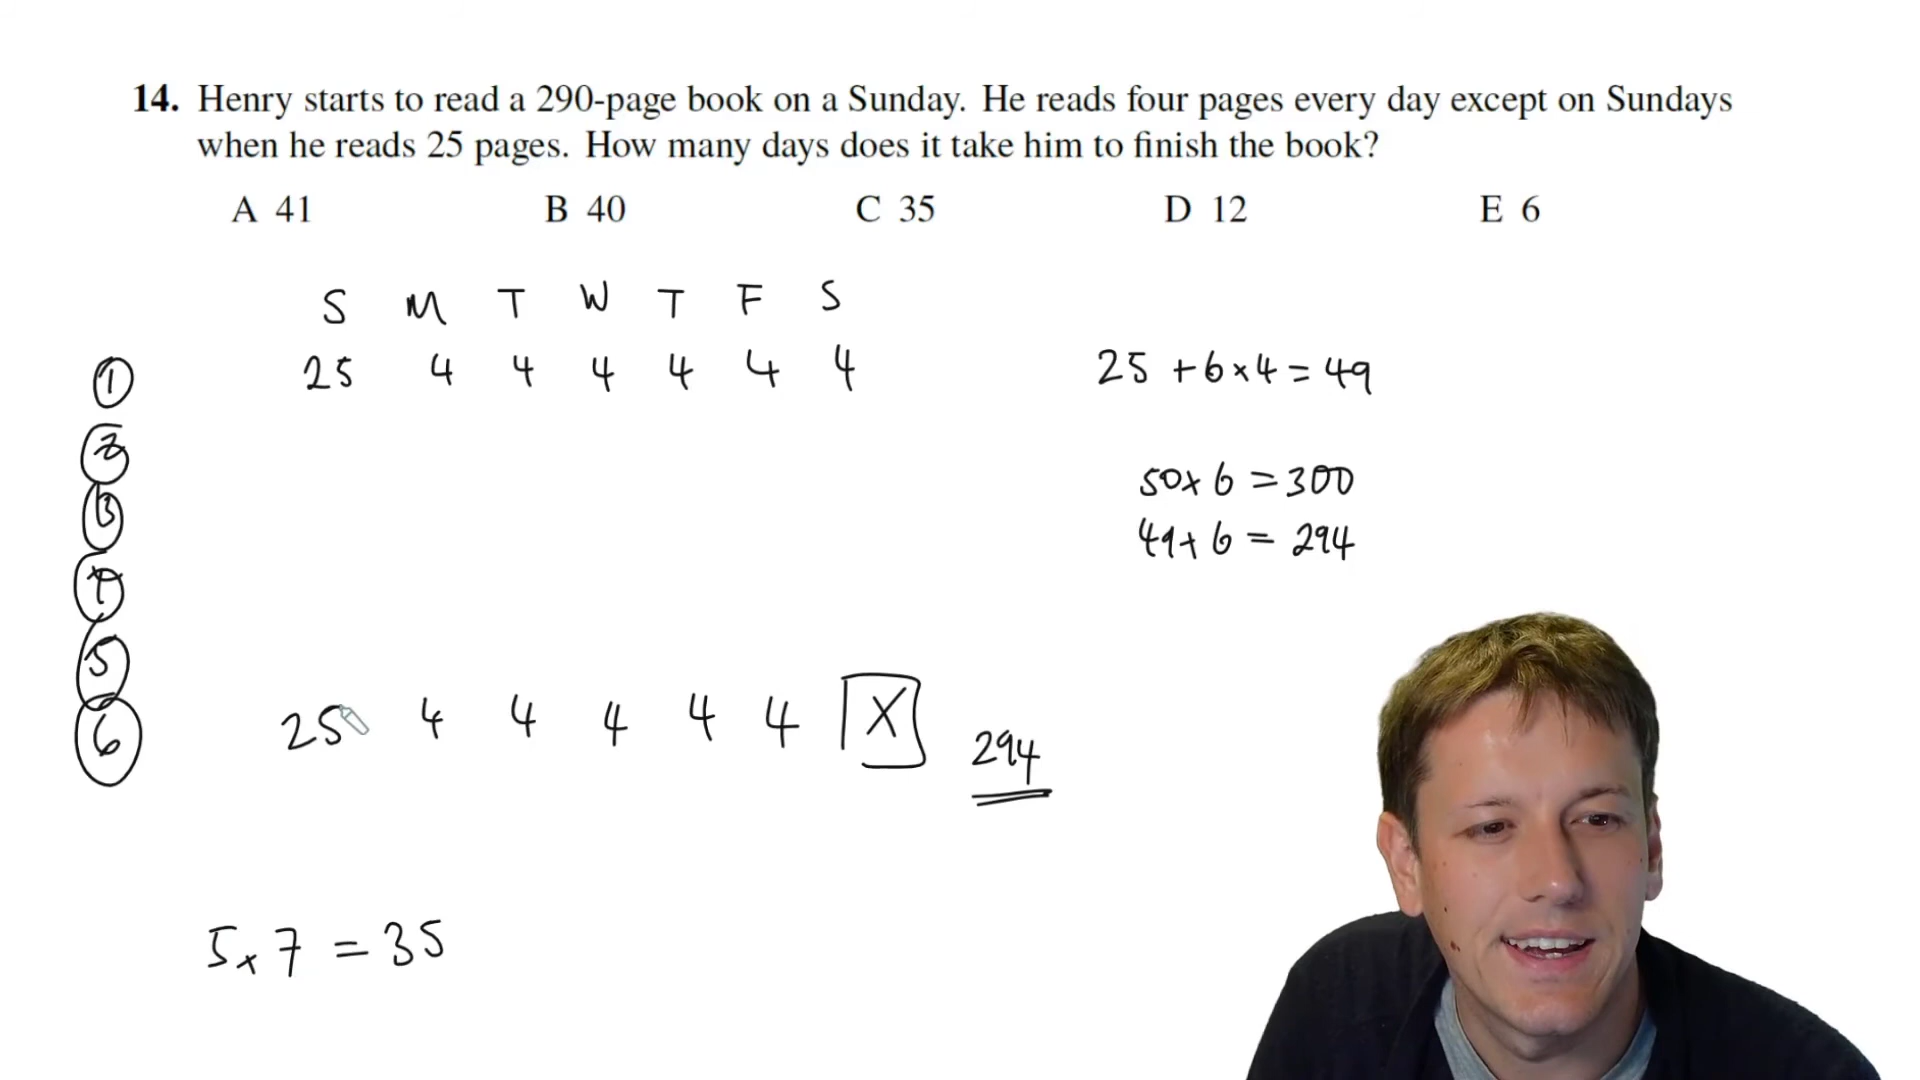 14. Henry starts to read a 290-page book on a Sunday. He reads four pages every day except on Sundays
when he reads 25 pages. How many days does it take him to finish the book?
A 41 B 40 C 35 D 12 E 6
S M T W T F S
① 25 4 4 4 4 4 4 25 + 6 × 4 = 49
②
50 × 6 = 300
③
49 + 6 = 294
④
⑤
⑥ 25 4 4 4 4 4 X 294
5 × 7 = 35